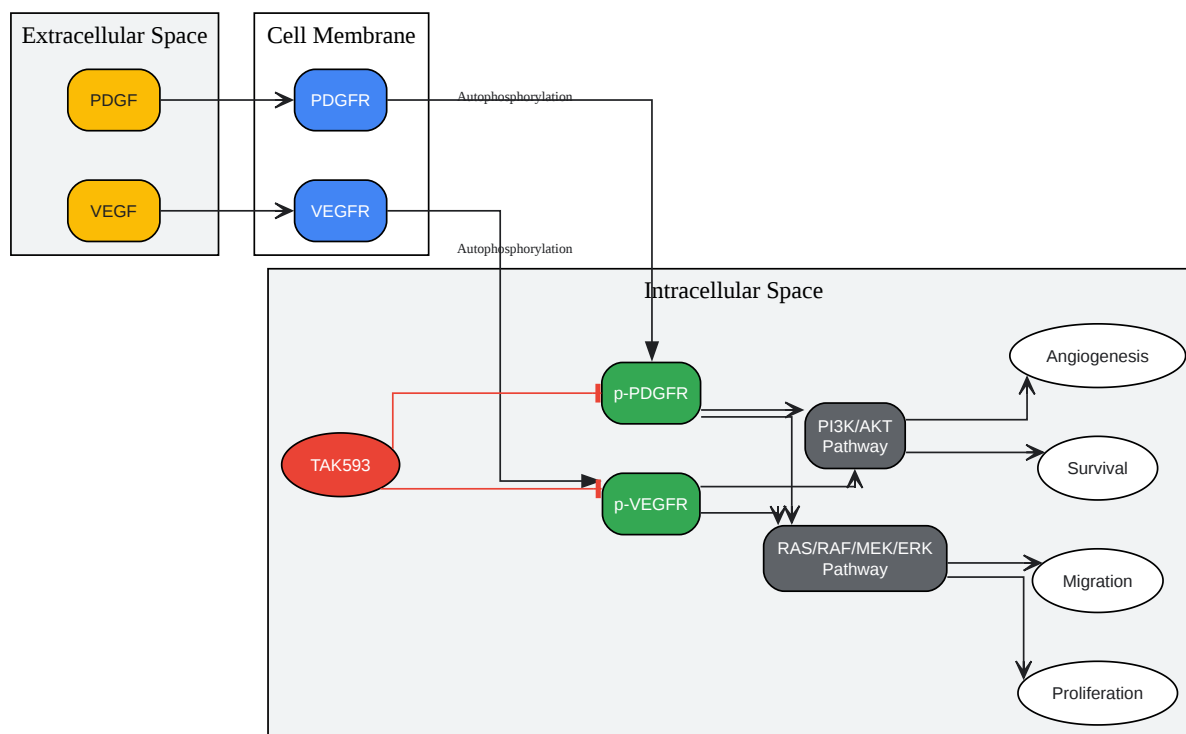 Extracellular Space
Cell Membrane
PDGF
PDGFR
Autophosphorylation
VEGF
VEGFR
Autophosphorylation
Intracellular Space
Angiogenesis
p-PDGFR
PI3K/AKT
Pathway
TAK593
Survival
p-VEGFR
RAS/RAF/MEK/ERK
Pathway
Migration
Proliferation